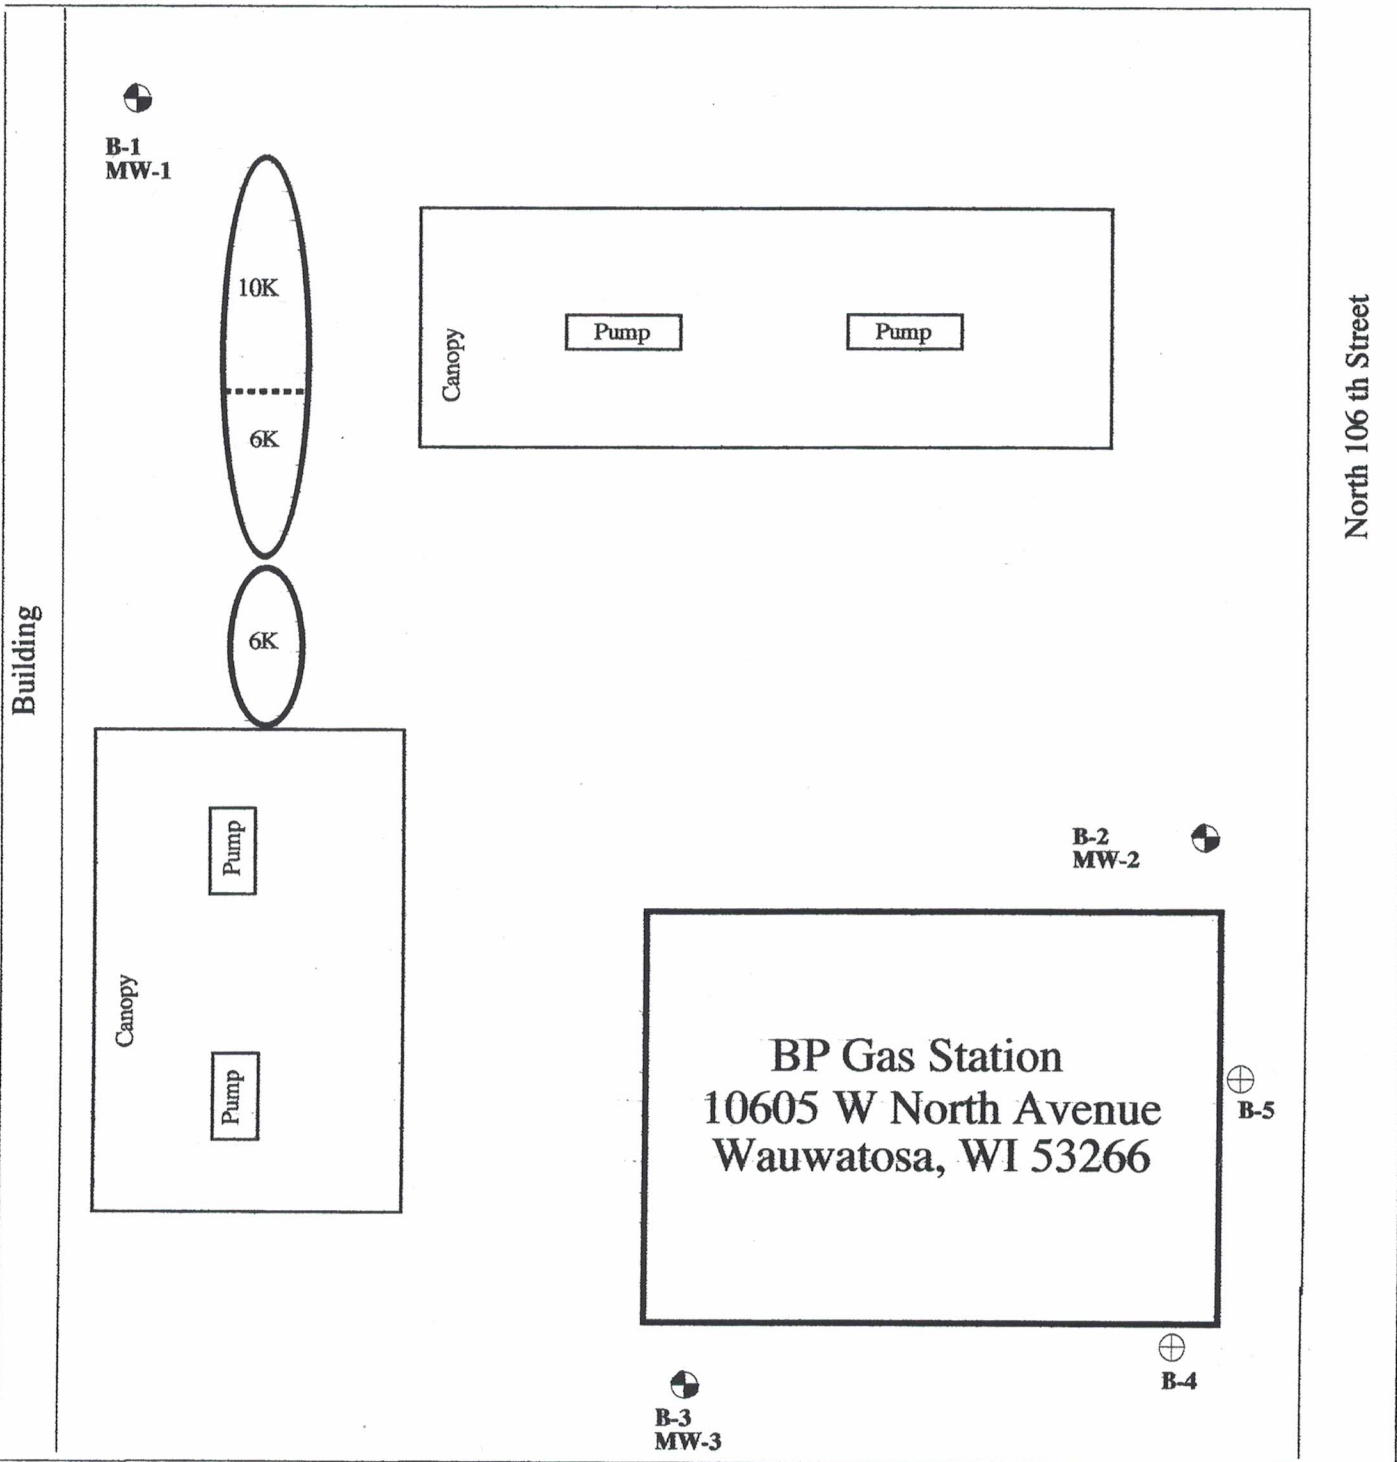 B-1
MW-1
10K
6K
6K
Canopy
Pump
Pump
North 106 th Street
Building
Pump
Canopy
Pump
B-2
MW-2
BP Gas Station
10605 W North Avenue
Wauwatosa, WI 53266
B-5
B-4
B-3
MW-3